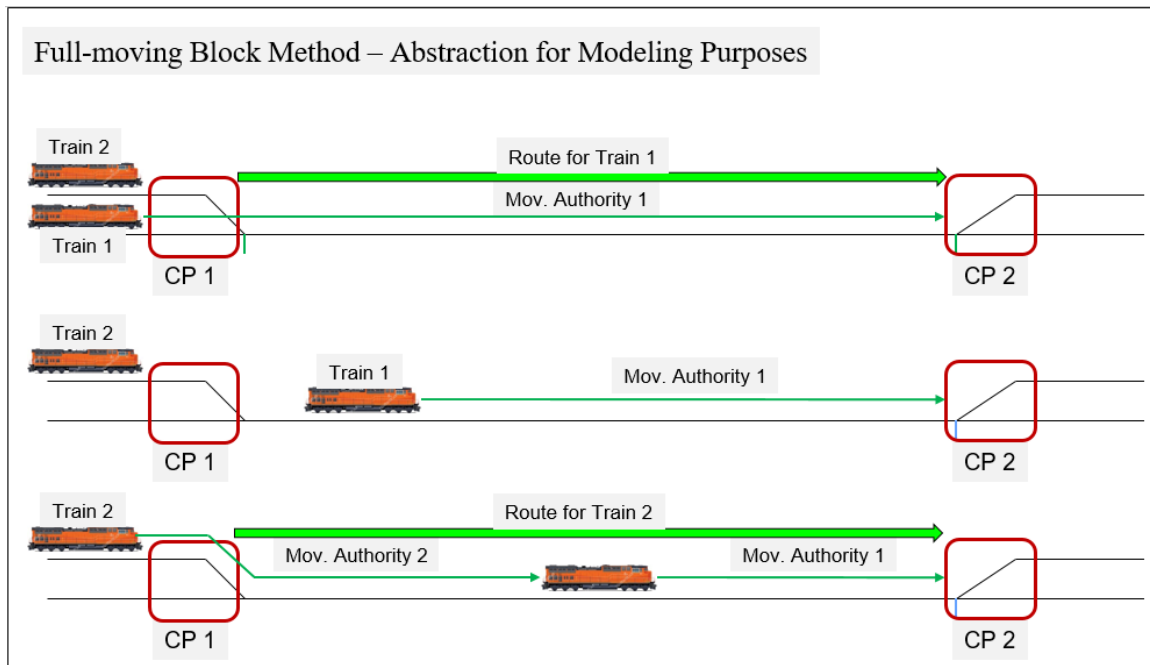 Full-moving Block Method – Abstraction for Modeling Purposes
Train 2
Route for Train 1
Mov. Authority 1
Train 1
CP 1
CP 2
Train 2
Train 1
Mov. Authority 1
CP 1
CP 2
Train 2
Route for Train 2
Mov. Authority 2
Mov. Authority 1
CP 1
CP 2